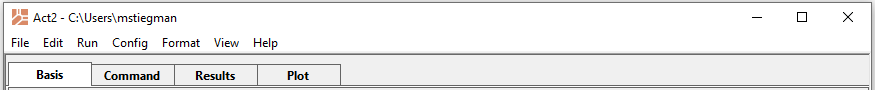 Act2 - C:\Users\mstiegman
File Edit Run Config Format View Help
Basis Command Results Plot